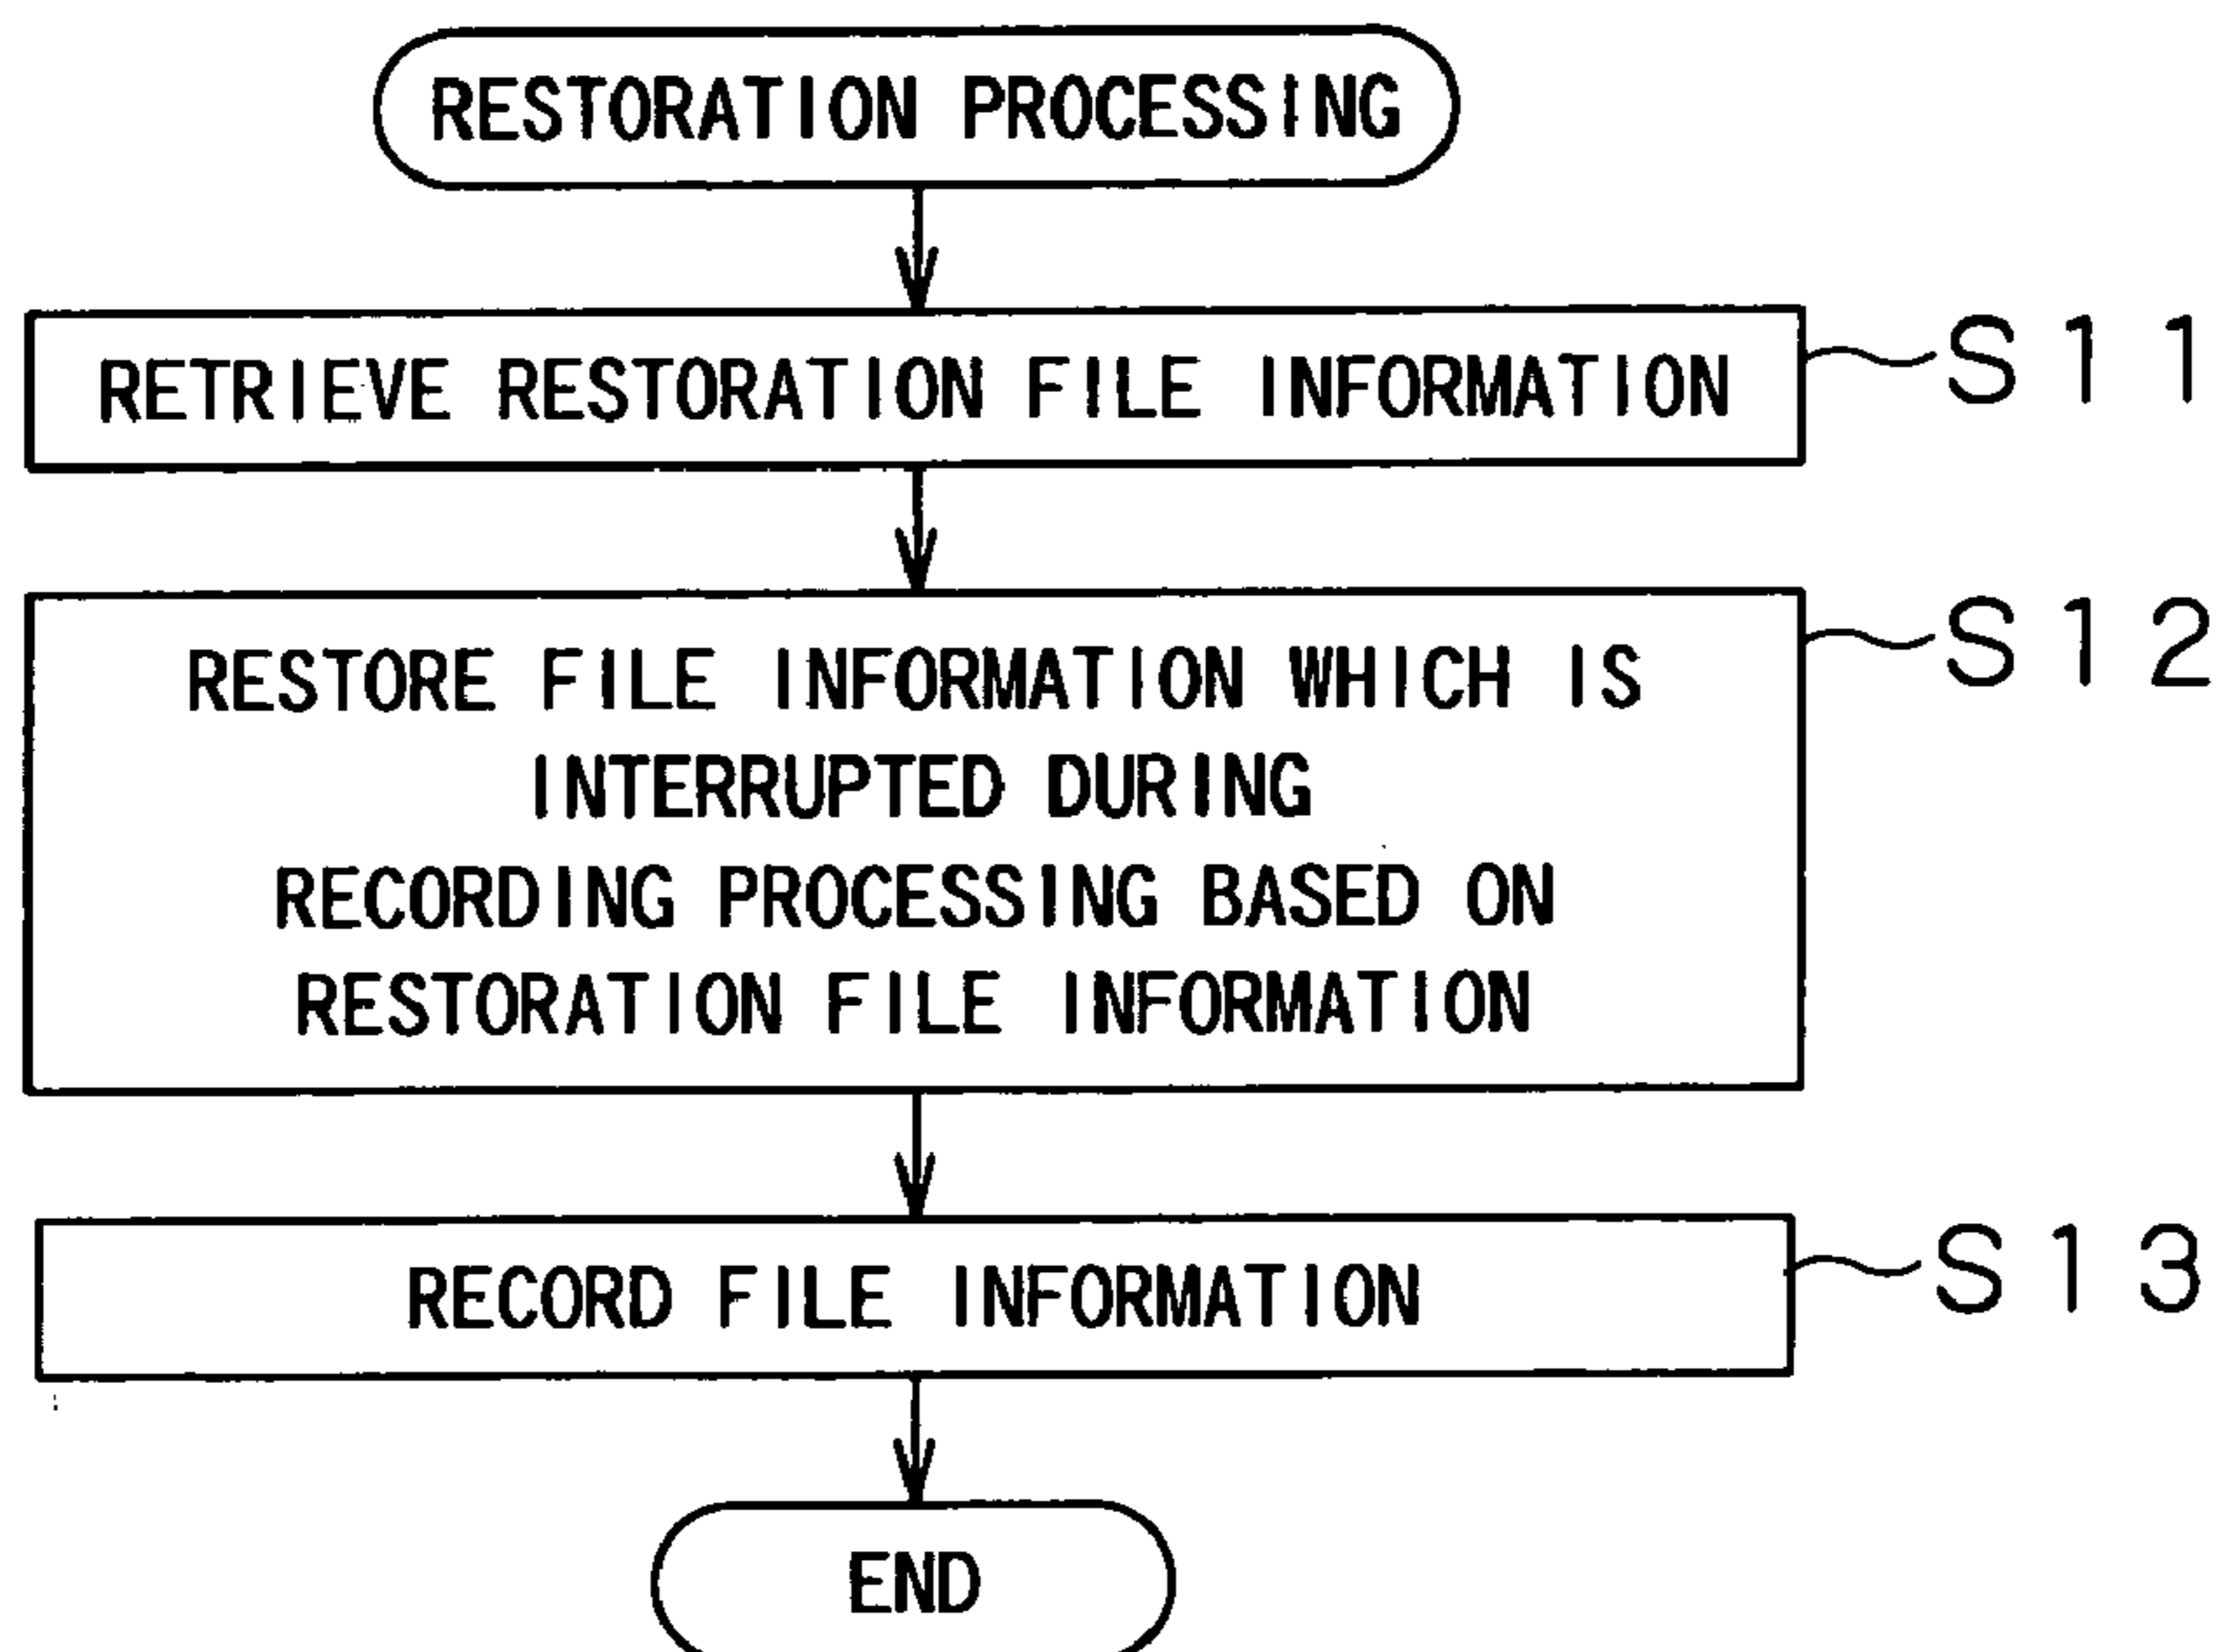 RESTORATION PROCESSING
RETRIEVE RESTORATION FILE INFORMATION
S11
RESTORE FILE INFORMATION WHICH IS
INTERRUPTED DURING
RECORDING PROCESSING BASED ON
RESTORATION FILE INFORMATION
S12
RECORD FILE INFORMATION
S13
END